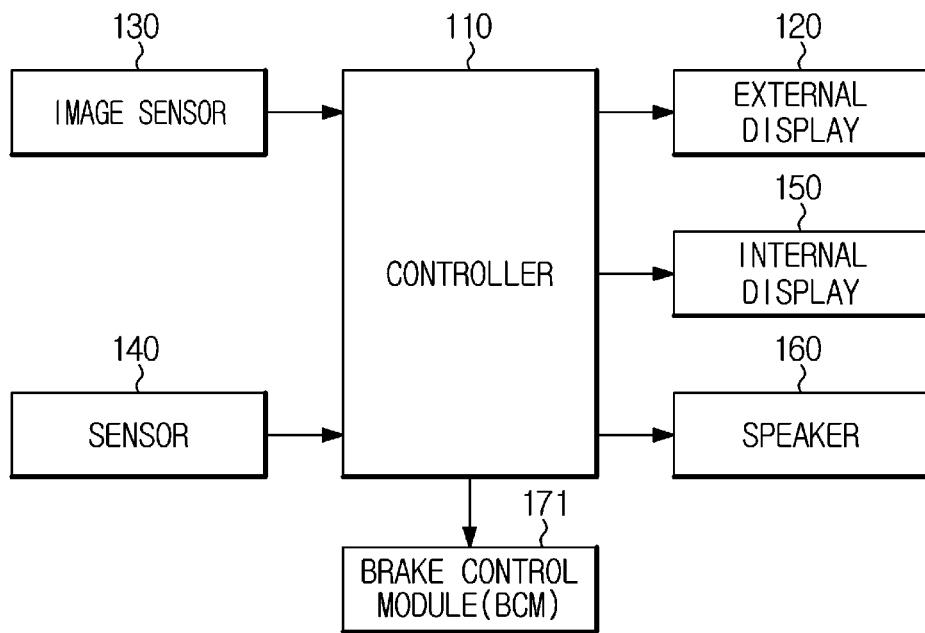 130
110
120
IMAGE SENSOR
EXTERNAL
DISPLAY
150
CONTROLLER
INTERNAL
DISPLAY
140
160
SENSOR
SPEAKER
171
BRAKE CONTROL
MODULE(BCM)